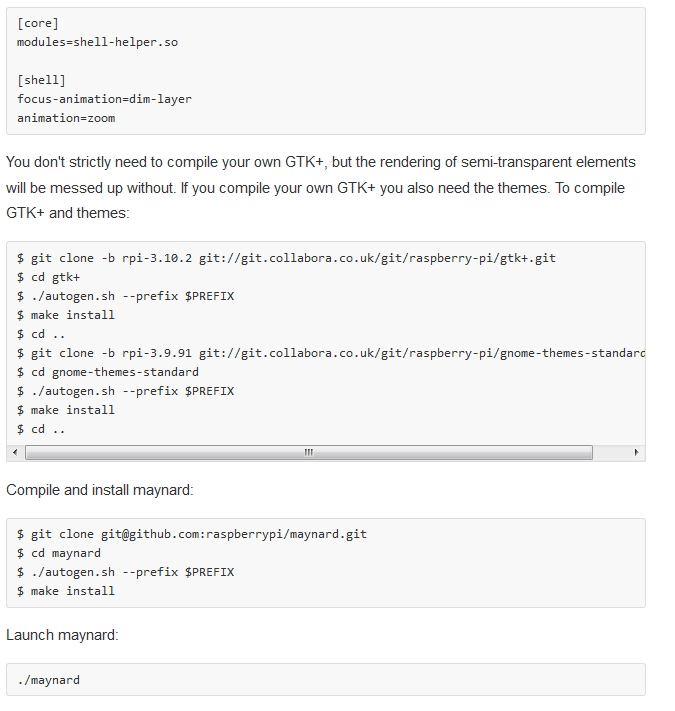 [core]
modules=shell-helper.so
[shell]
focus-animation=dim-layer
animation=zoom
You don't strictly need to compile your own GTK+, but the rendering of semi-transparent elements
will be messed up without. If you compile your own GTK+ you also need the themes. To compile
GTK+ and themes:
$ git clone -b rpi-3.10.2 git://git.collabora.co.uk/git/raspberry-pi/gtk+.git
$ cd gtk+
$ ./autogen.sh --prefix $PREFIX
$ make install
$ cd ..
$ git clone -b rpi-3.9.91 git://git.collabora.co.uk/git/raspberry-pi/gnome-themes-standard
$ cd gnome-themes-standard
$ ./autogen.sh --prefix $PREFIX
$ make install
$ cd ..
Compile and install maynard:
$ git clone git@github.com:raspberrypi/maynard.git
$ cd maynard
$ ./autogen.sh --prefix $PREFIX
$ make install
Launch maynard:
./maynard